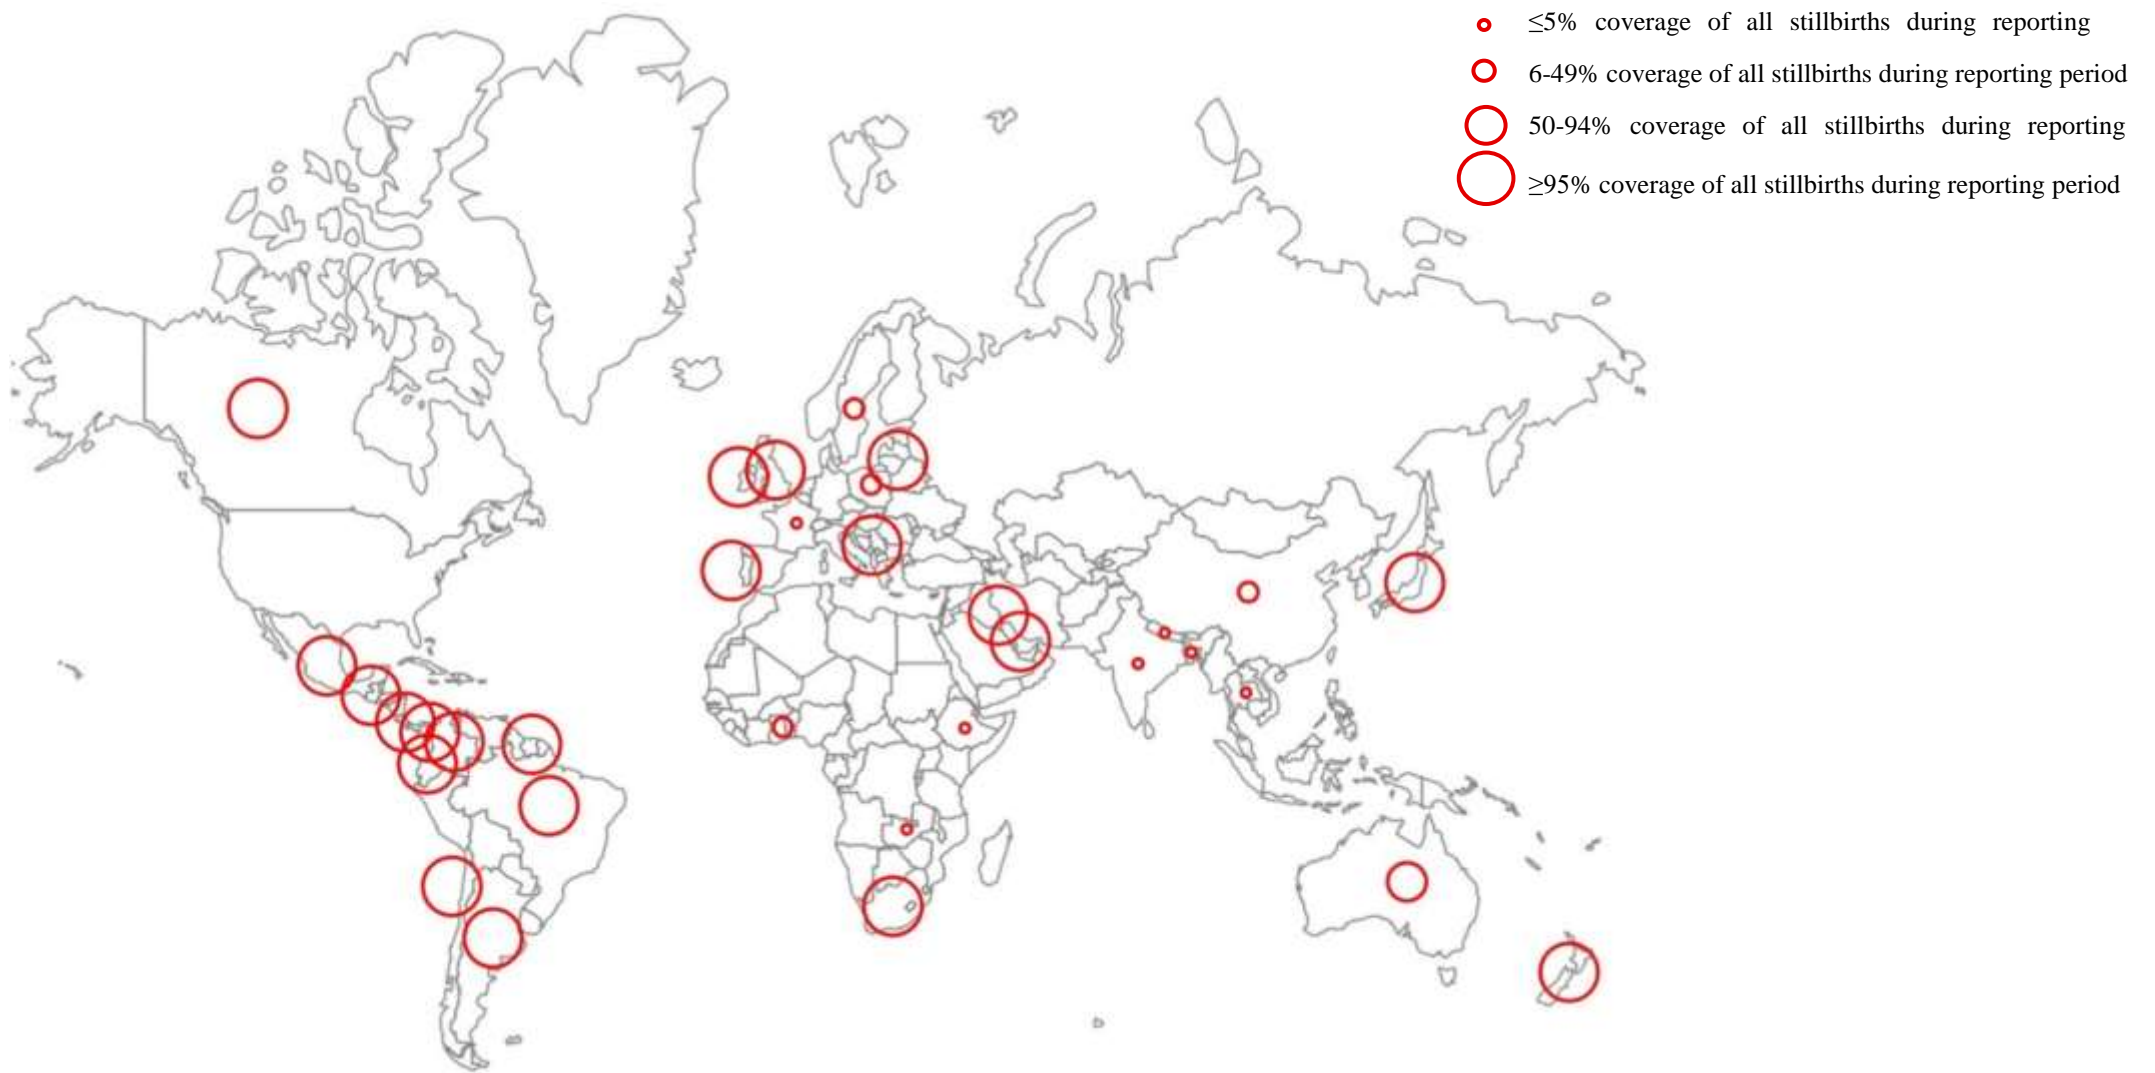 ≤5% coverage of all stillbirths during reporting
6-49% coverage of all stillbirths during reporting period
50-94% coverage of all stillbirths during reporting
≥95% coverage of all stillbirths during reporting period